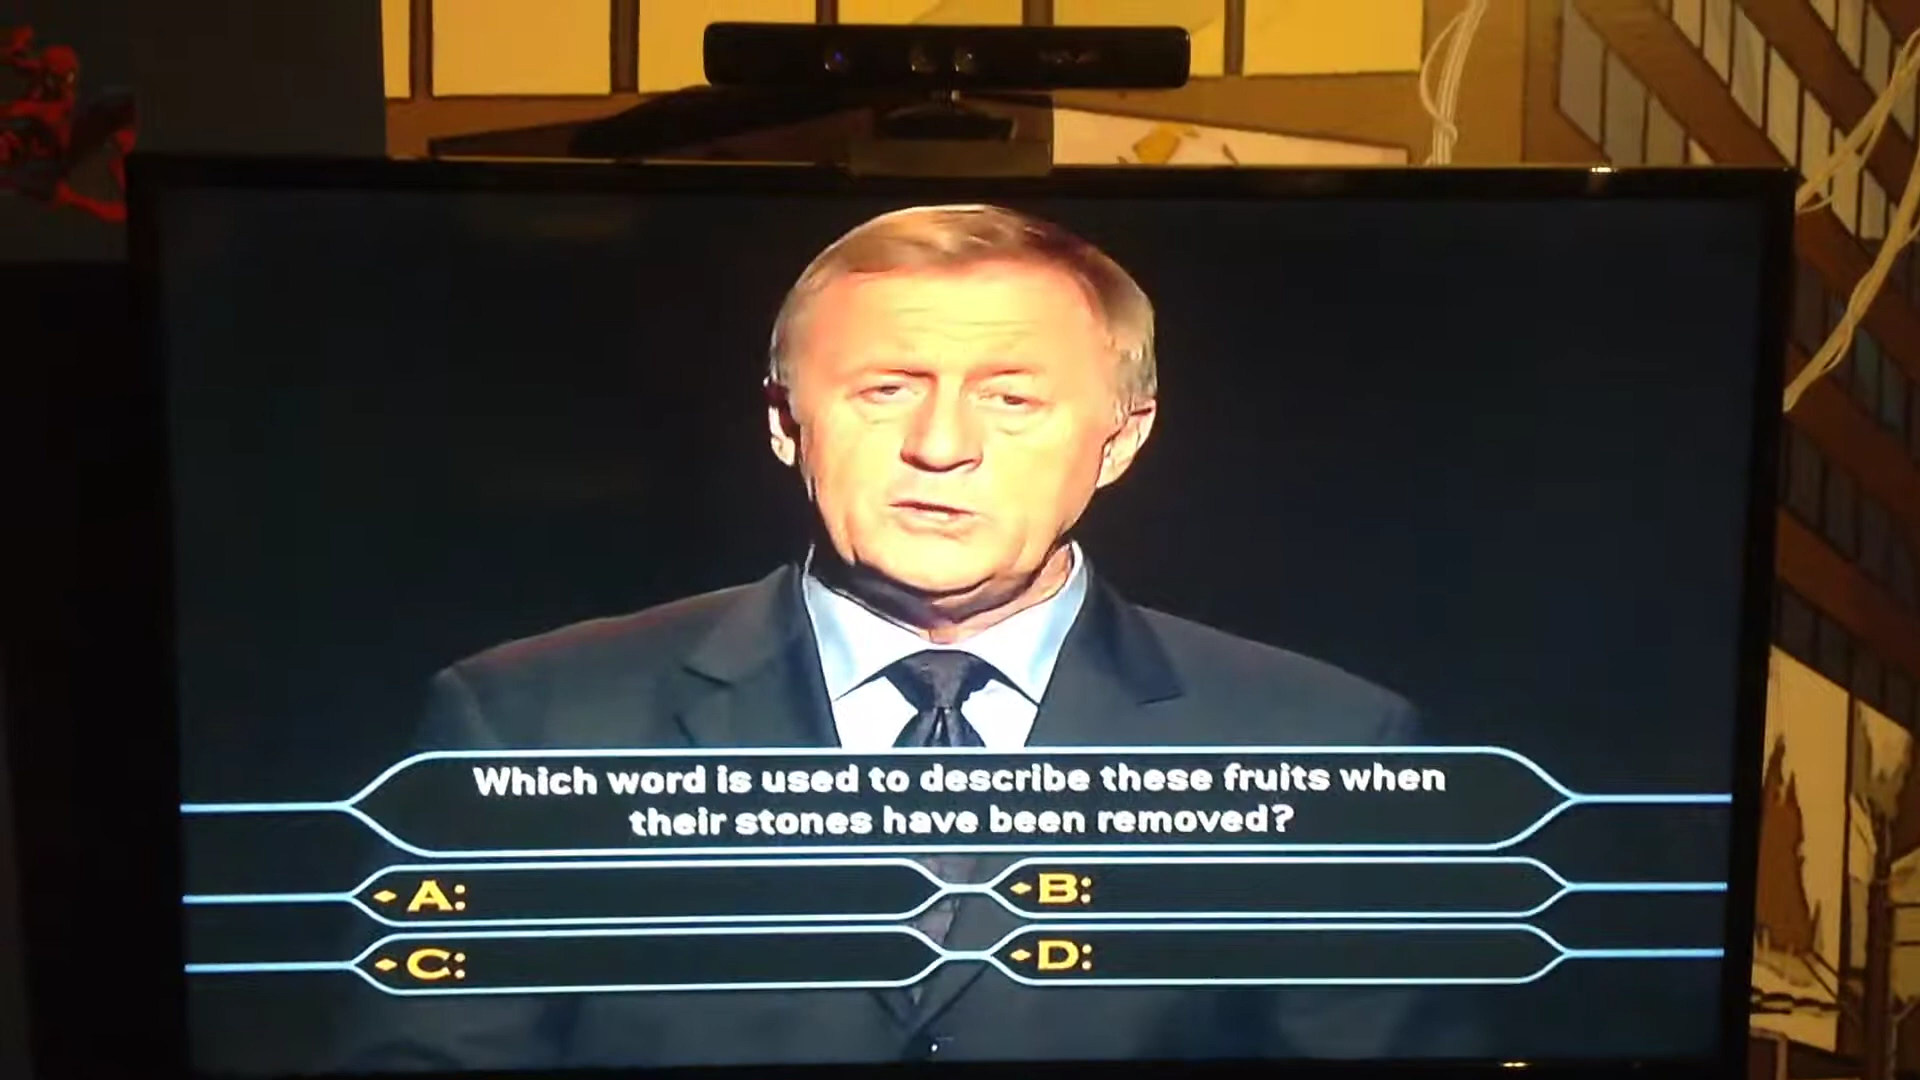 Which word is used to describe these fruits when
their stones have been removed?
A:
B:
C:
D: